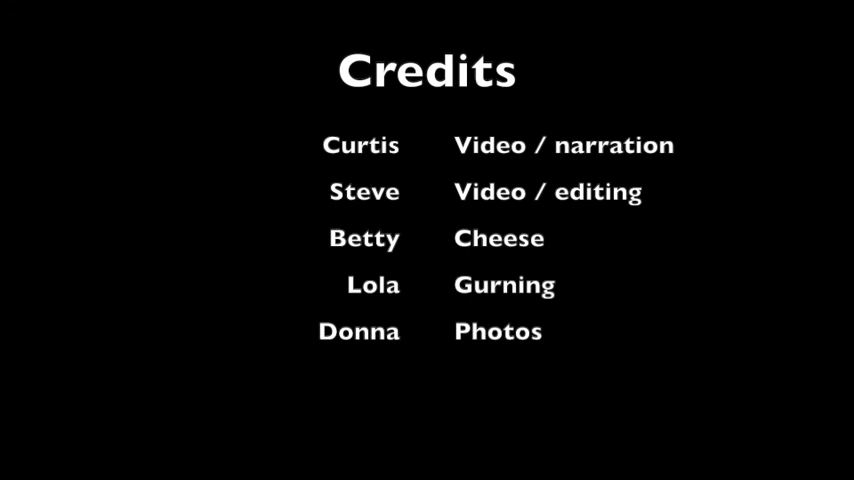 Credits
Curtis Video / narration
Steve Video / editing
Betty Cheese
Lola Gurning
Donna Photos